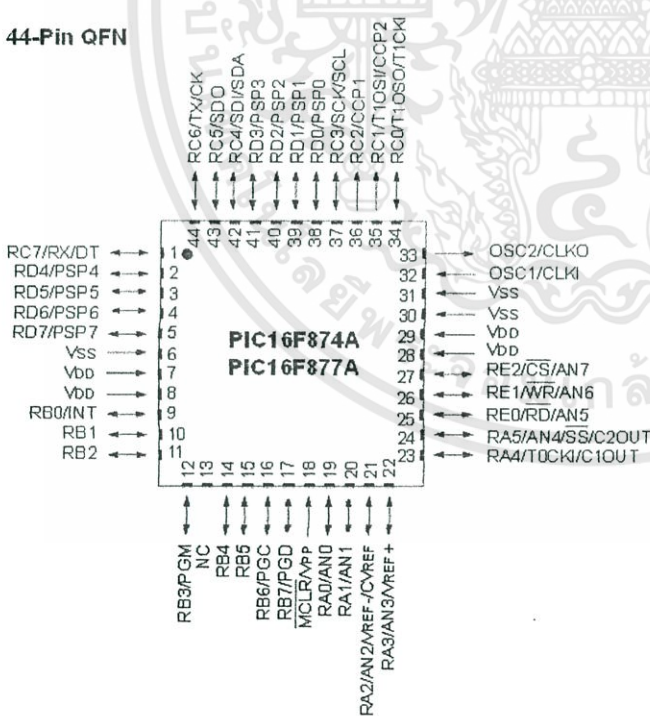 44-Pin QFN
RC6/TX/CK
RC5/SDO
RC4/SDI/SDA
RD3/PSP3
RD2/PSP2
RD1/PSP1
RD0/PSP0
RC3/SCK/SCL
RC2/CCP1
RC1/T1OSI/CCP2
RC0/T1OSO/T1CKI
44 43 42 41 40 39 38 37 36 35 34
RC7/RX/DT 1
RD4/PSP4 2
RD5/PSP5 3
RD6/PSP6 4
RD7/PSP7 5
VSS 6
VDD 7
VDD 8
RB0/INT 9
RB1 10
RB2 11
PIC16F874A
PIC16F877A
33 OSC2/CLKO
32 OSC1/CLKI
31 VSS
30 VSS
29 VDD
28 VDD
27 RE2/CS/AN7
26 RE1/WR/AN6
25 RE0/RD/AN5
24 RA5/AN4/SS/C2OUT
23 RA4/T0CKI/C1OUT
12 13 14 15 16 17 18 19 20 21 22
RB3/PGM
NC
RB4
RB5
RB6/PGC
RB7/PGD
MCLR/VPP
RA0/AN0
RA1/AN1
RA2/AN2/VREF-/CVREF
RA3/AN3/VREF+